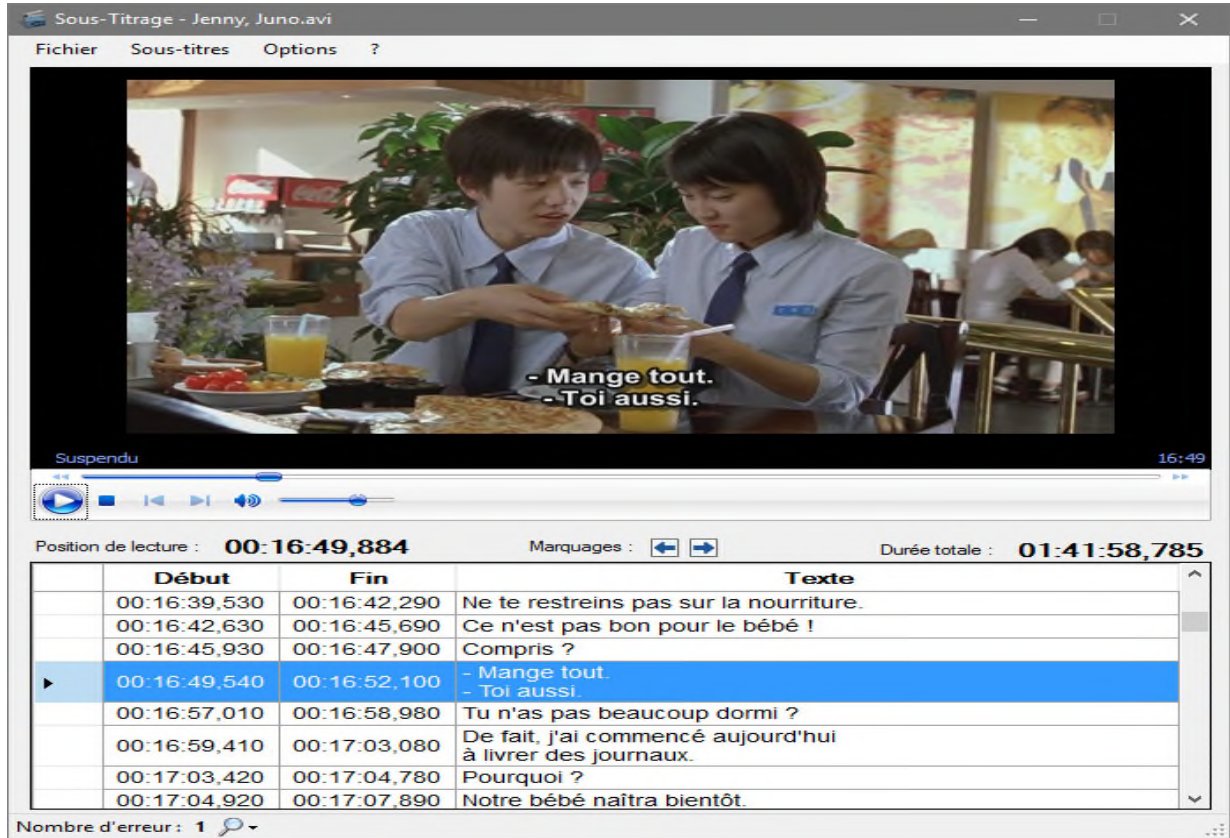 Sous-Titrage - Jenny, Juno.avi
Fichier Sous-titres Options ?
Coca-Cola
- Mange tout.
- Toi aussi.
Suspendu 16:49
Position de lecture : 00:16:49,884 Marquages : Durée totale : 01:41:58,785
Début Fin Texte
00:16:39,530 00:16:42,290 Ne te restreins pas sur la nourriture.
00:16:42,630 00:16:45,690 Ce n'est pas bon pour le bébé !
00:16:45,930 00:16:47,900 Compris ?
00:16:49,540 00:16:52,100 - Mange tout.
- Toi aussi.
00:16:57,010 00:16:58,980 Tu n'as pas beaucoup dormi ?
00:16:59,410 00:17:03,080 De fait, j'ai commencé aujourd'hui
à livrer des journaux.
00:17:03,420 00:17:04,780 Pourquoi ?
00:17:04,920 00:17:07,890 Notre bébé naîtra bientôt.
Nombre d'erreur : 1